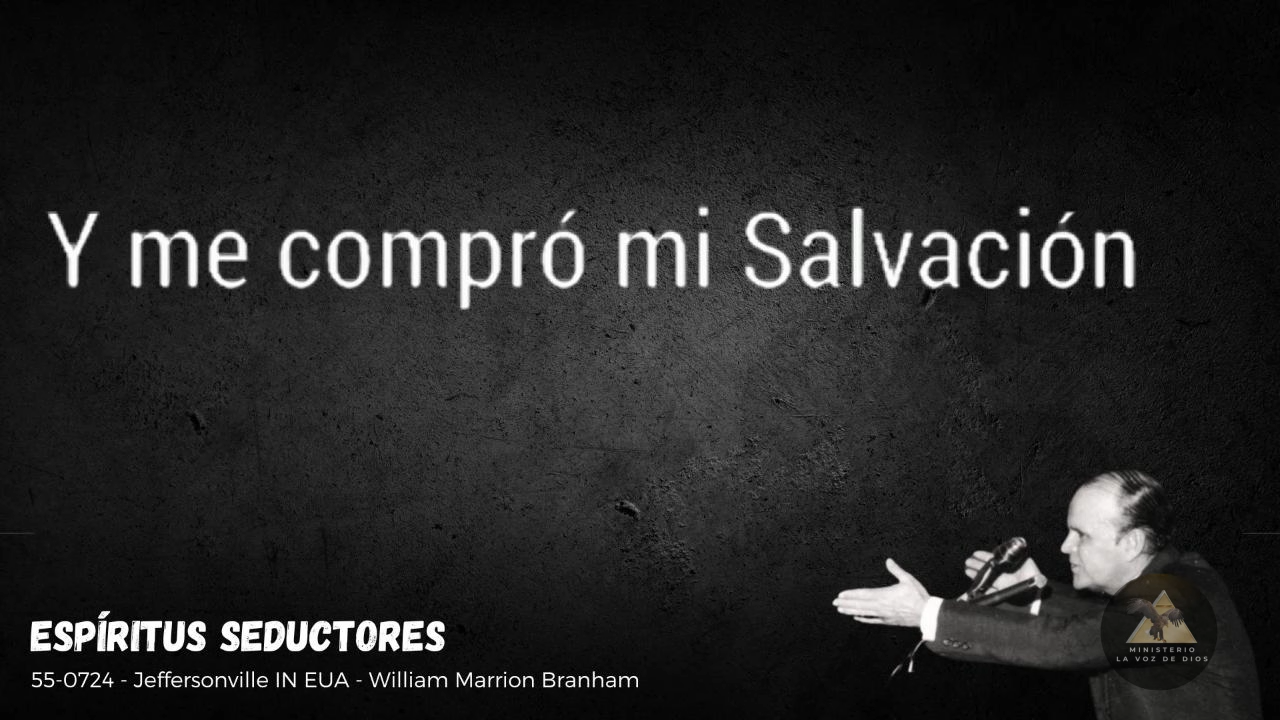 Y me compró mi Salvación
ESPÍRITUS SEDUCTORES
55-0724 - Jeffersonville IN EUA - William Marrion Branham
MINISTERIO
LA VOZ DE DIOS